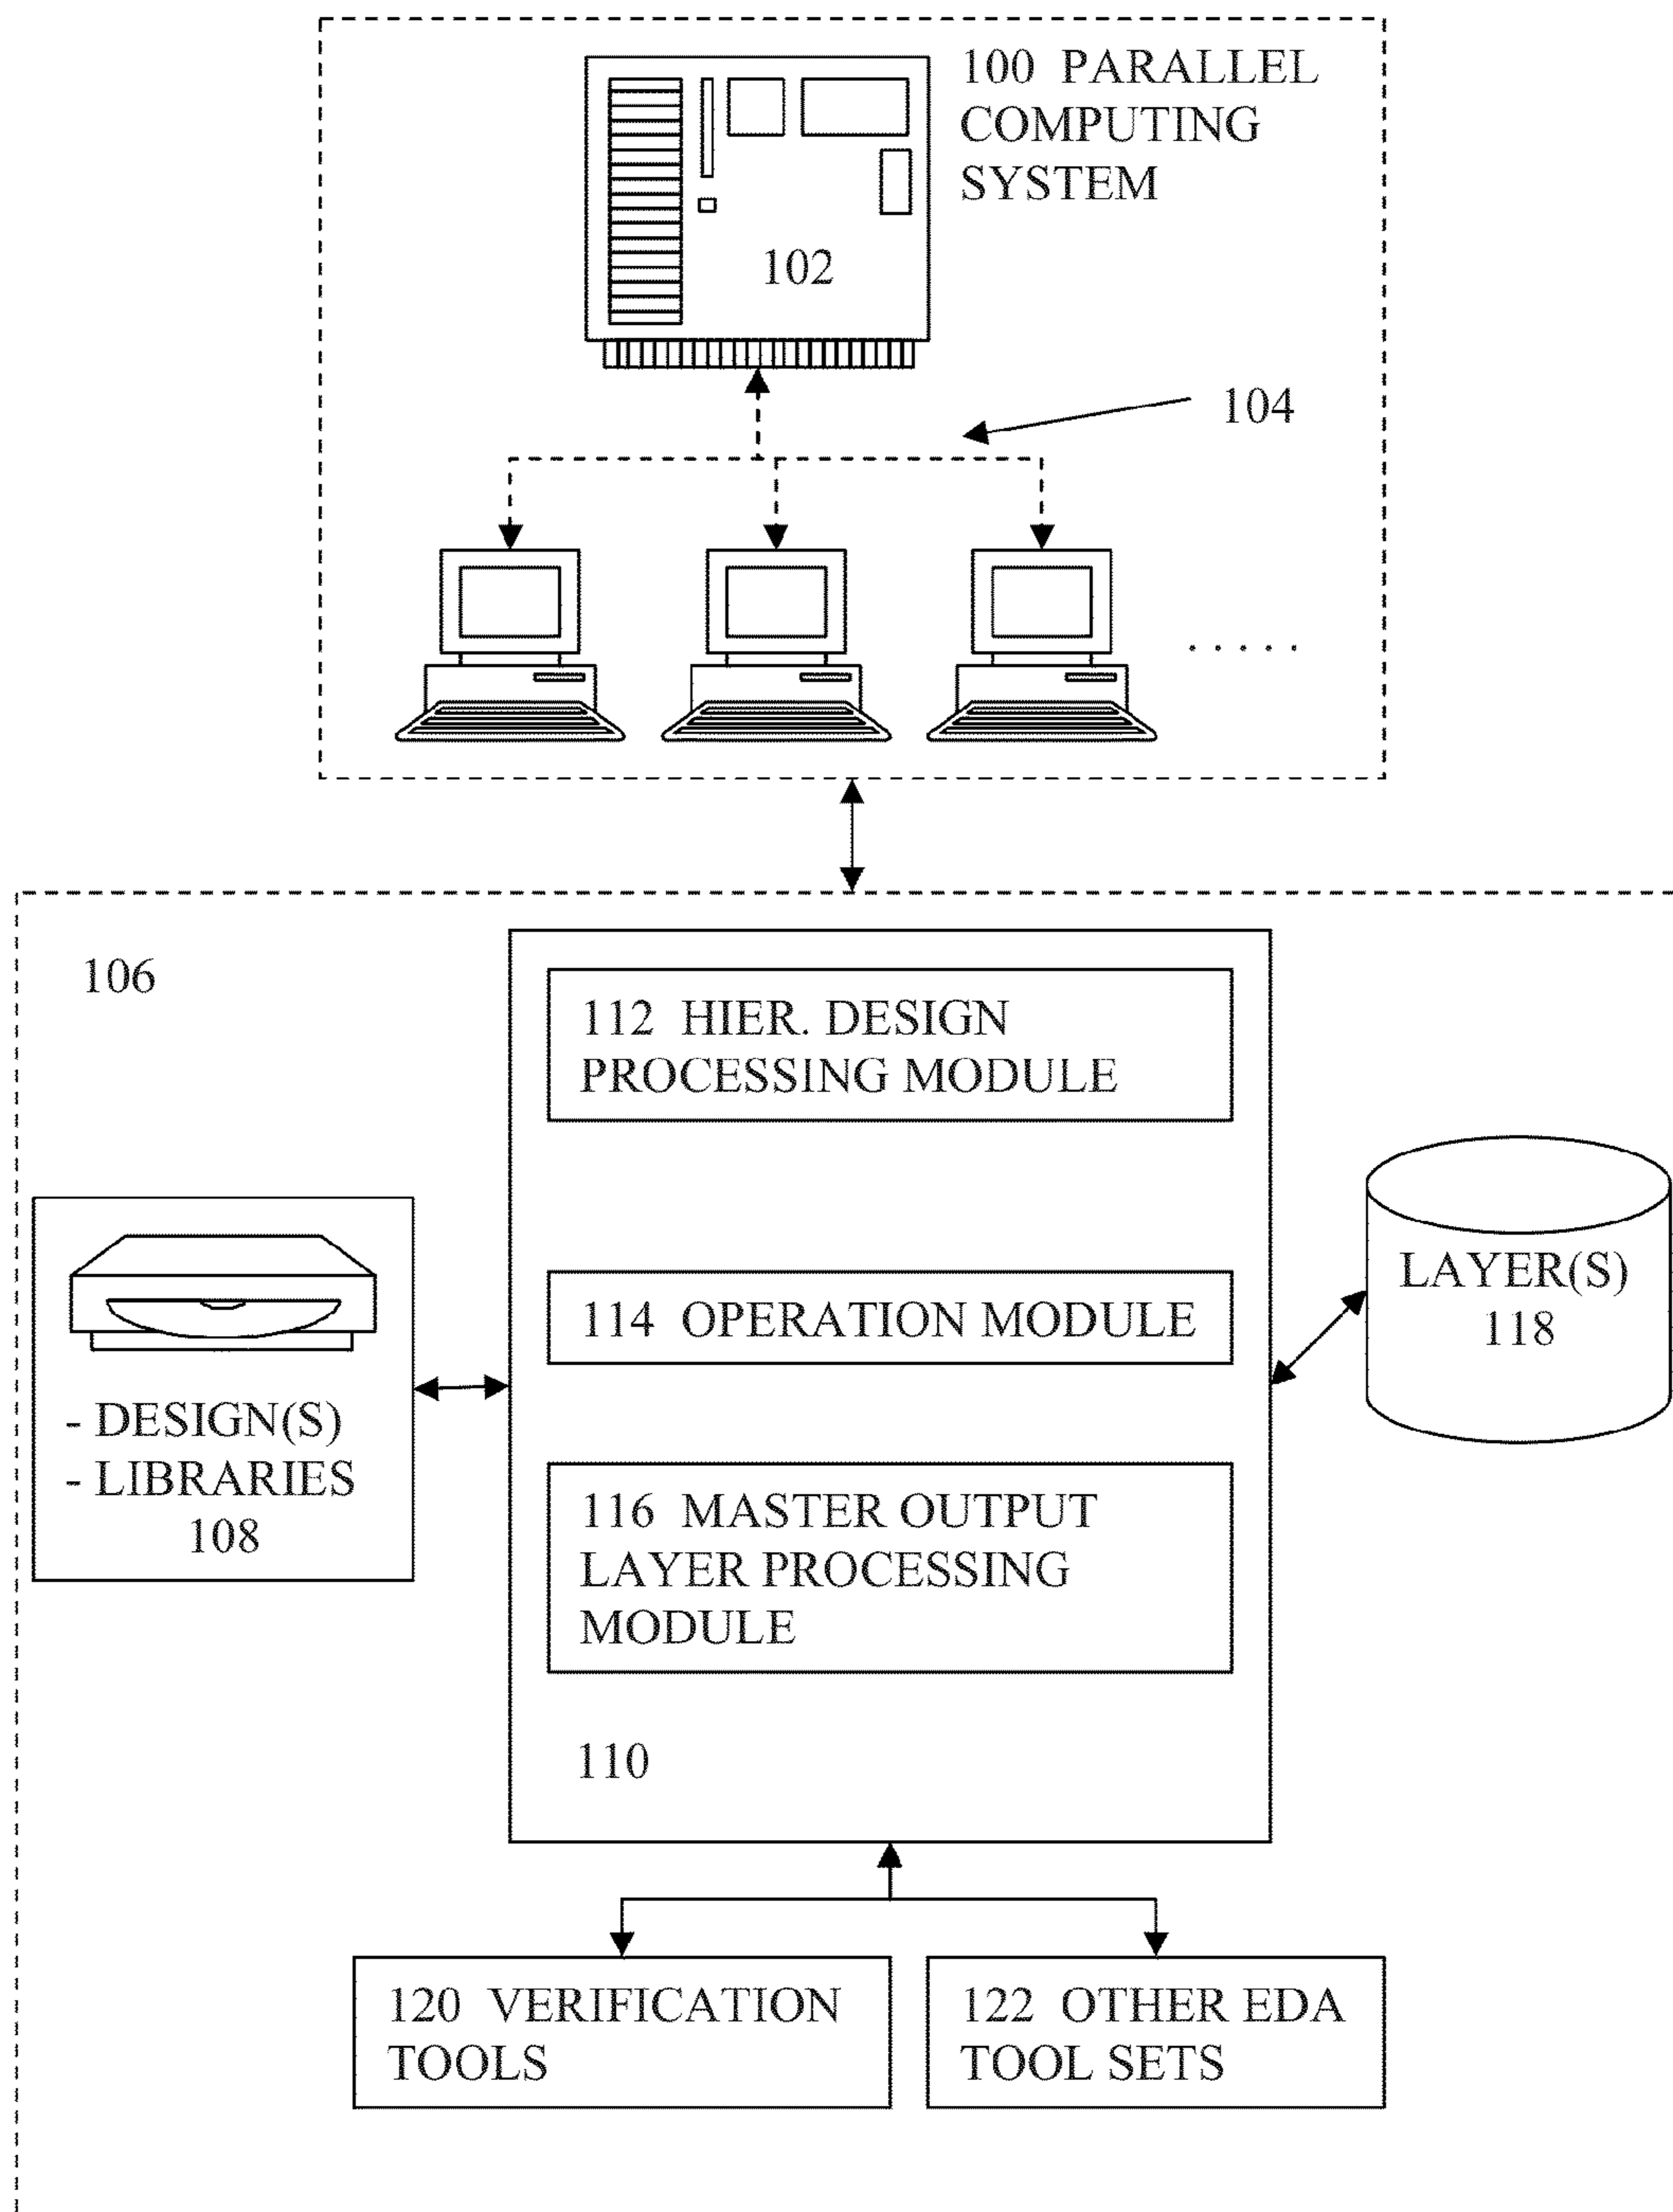 100 PARALLEL
COMPUTING
SYSTEM
102
104
. . . . .
106
112 HIER. DESIGN
PROCESSING MODULE
114 OPERATION MODULE
116 MASTER OUTPUT
LAYER PROCESSING
MODULE
110
- DESIGN(S)
- LIBRARIES
108
LAYER(S)
118
120 VERIFICATION
TOOLS
122 OTHER EDA
TOOL SETS